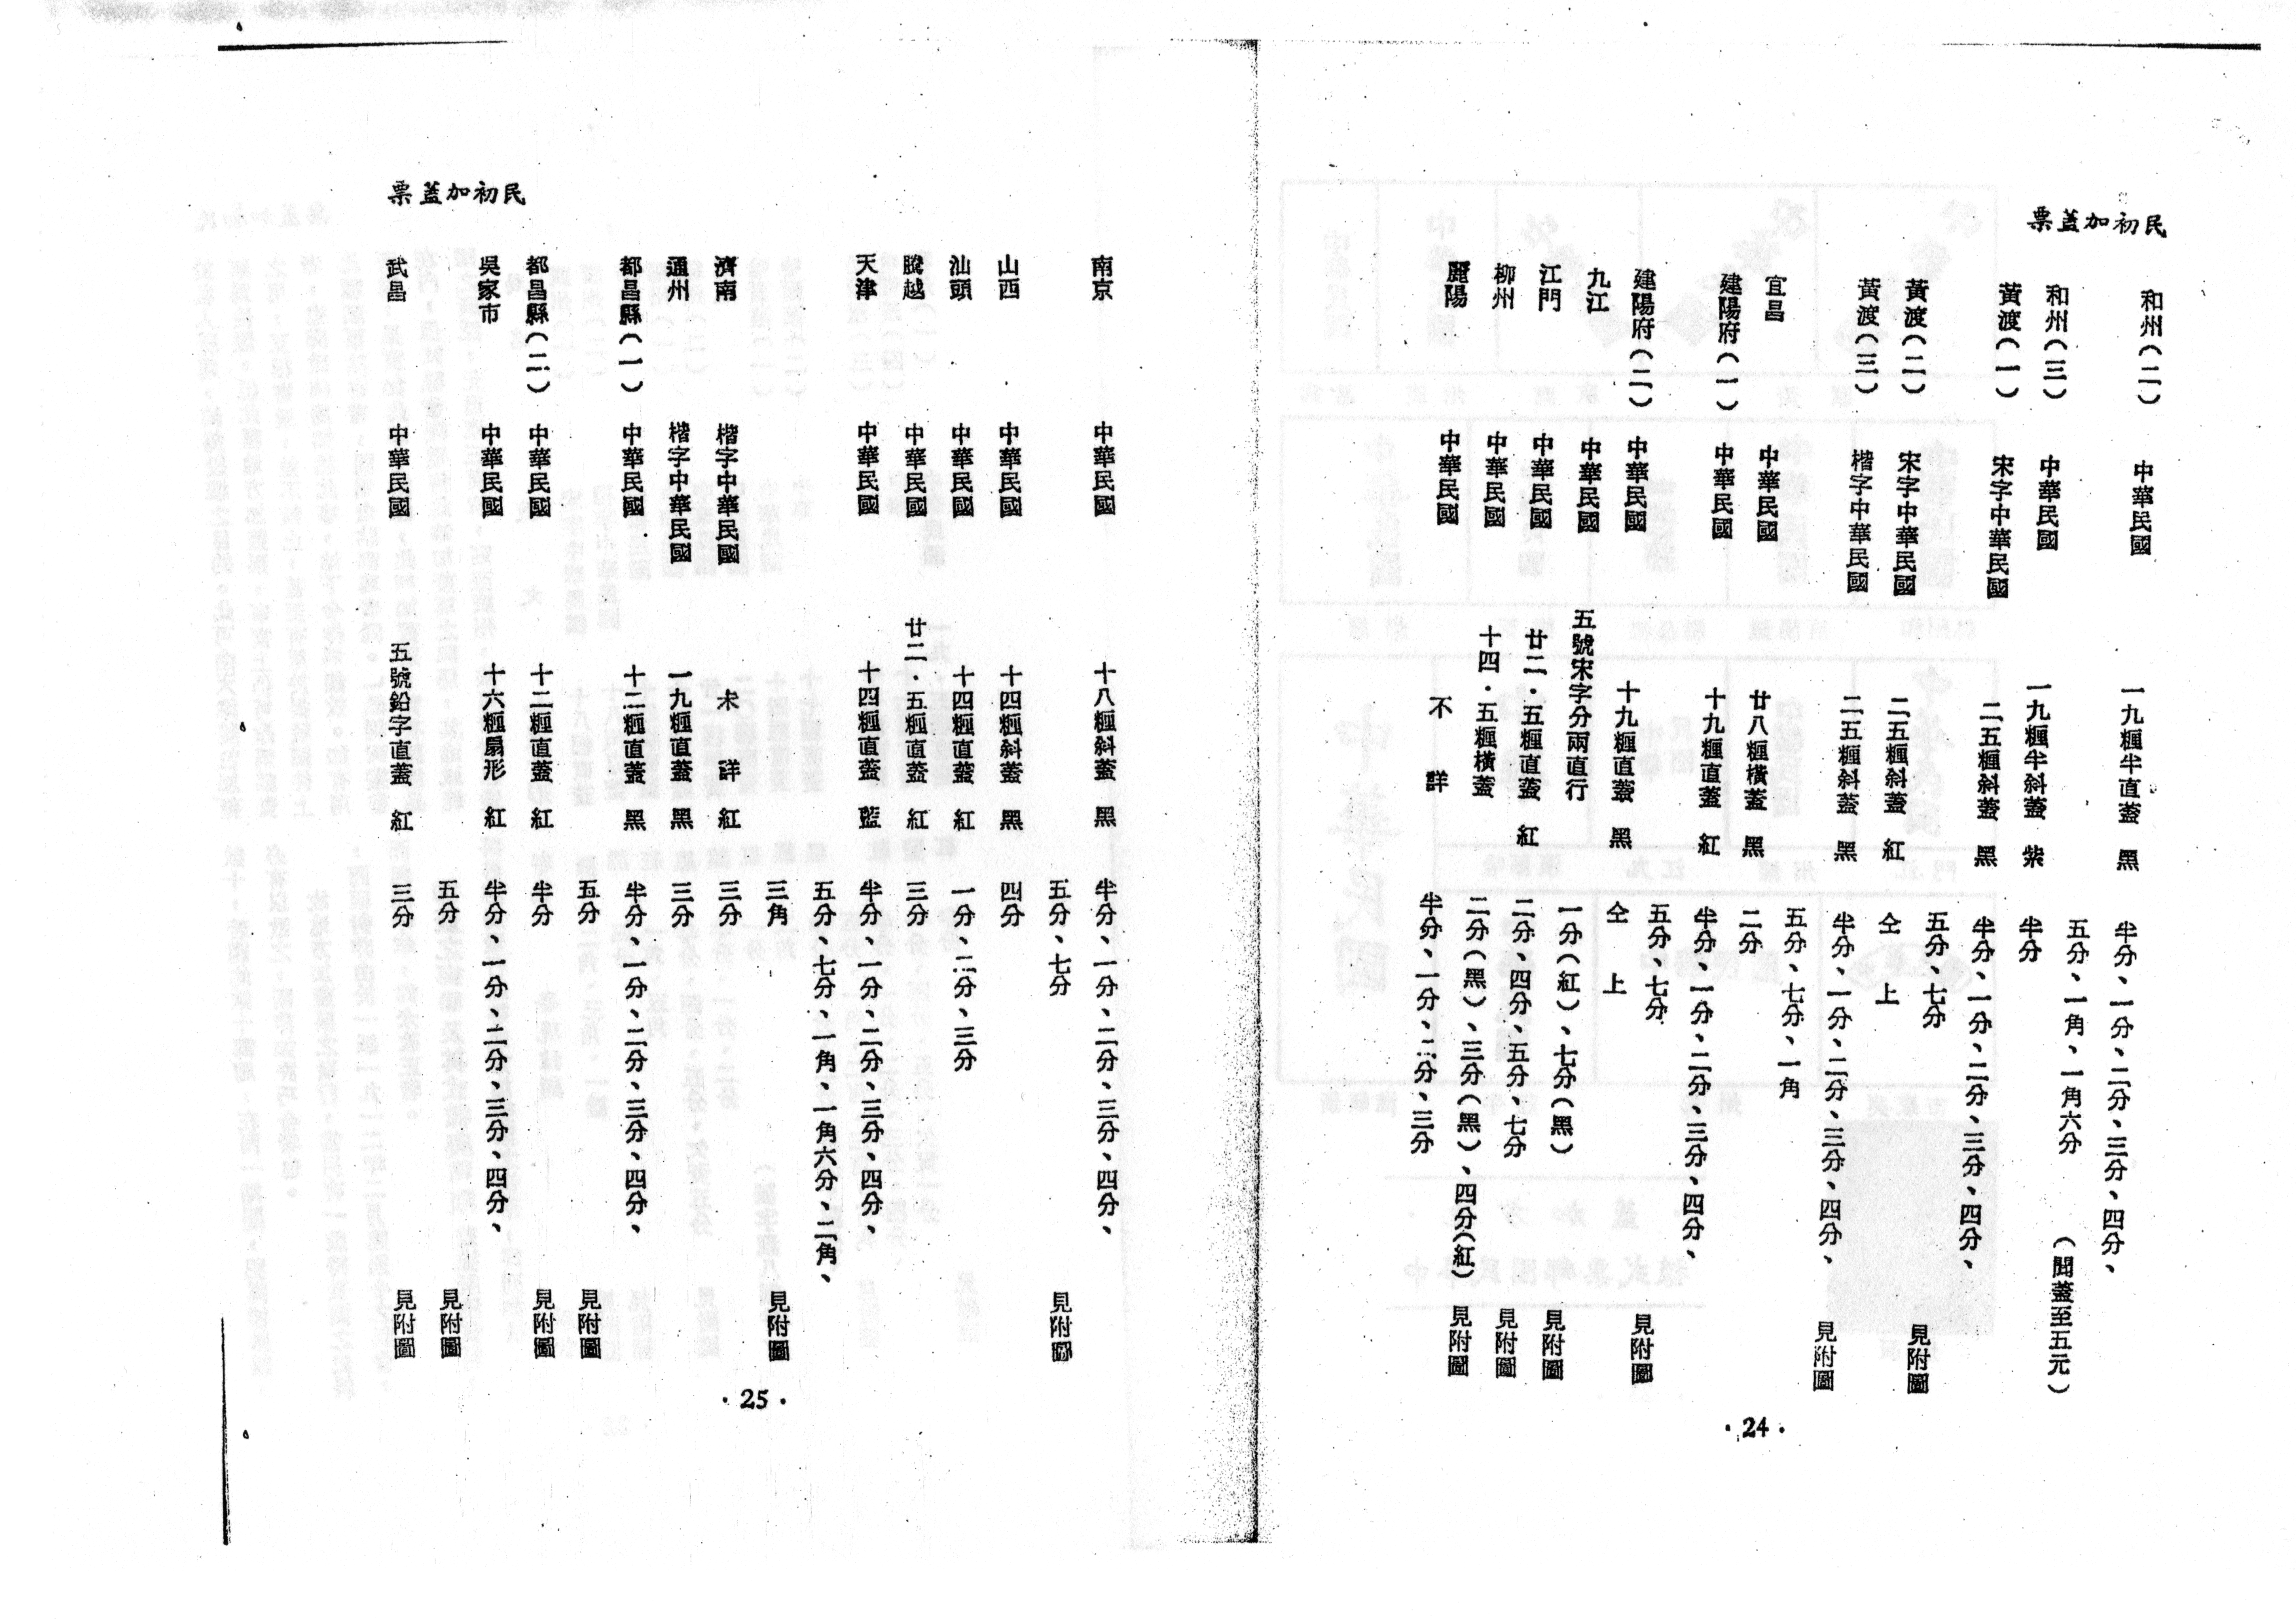 民初加蓋票
和州(二) 中華民國 一九糎半直蓋 黑 半分、一分、二分、三分、四分、
五分、一角、一角六分 (聞蓋至五元)
和州(三) 中華民國 一九糎半斜蓋 紫 半分
黃渡(一) 宋字中華民國 二五糎斜蓋 黑 半分、一分、二分、三分、四分、
五分、七分 見附圖
黃渡(二) 宋字中華民國 二五糎斜蓋 紅 仝上
黃渡(三) 楷字中華民國 二五糎斜蓋 黑 半分、一分、二分、三分、四分、 見附圖
五分、七分、一角
宜昌 中華民國 廿八糎橫蓋 黑 二分
建陽府(一) 中華民國 十九糎直蓋 紅 半分、一分、二分、三分、四分、
五分、七分 見附圖
建陽府(二) 中華民國 十九糎直蓋 黑 仝上
九江 中華民國 五號宋字分兩直行 一分(紅)、七分(黑) 見附圖
江門 中華民國 廿二・五糎直蓋 紅 二分、四分、五分、七分 見附圖
柳州 中華民國 十四・五糎橫蓋 二分(黑)、三分(黑)、四分(紅) 見附圖
麗陽 中華民國 不詳 半分、一分、二分、三分
・24・
民初加蓋票
南京 中華民國 十八糎斜蓋 黑 半分、一分、二分、三分、四分、
五分、七分 見附圖
山西 中華民國 十四糎斜蓋 黑 四分
汕頭 中華民國 十四糎直蓋 紅 一分、二分、三分
騰越 中華民國 廿二・五糎直蓋 紅 三分
天津 中華民國 十四糎直蓋 藍 半分、一分、二分、三分、四分、
五分、七分、一角、一角六分、二角、
三角 見附圖
濟南 楷字中華民國 未詳 紅 三分
通州 楷字中華民國 一九糎直蓋 黑 三分
都昌縣(一) 中華民國 十二糎直蓋 黑 半分、一分、二分、三分、四分、
五分 見附圖
都昌縣(二) 中華民國 十二糎直蓋 紅 半分 見附圖
吳家市 中華民國 十六糎扇形 紅 半分、一分、二分、三分、四分、
五分 見附圖
武昌 中華民國 五號鉛字直蓋 紅 三分 見附圖
・25・